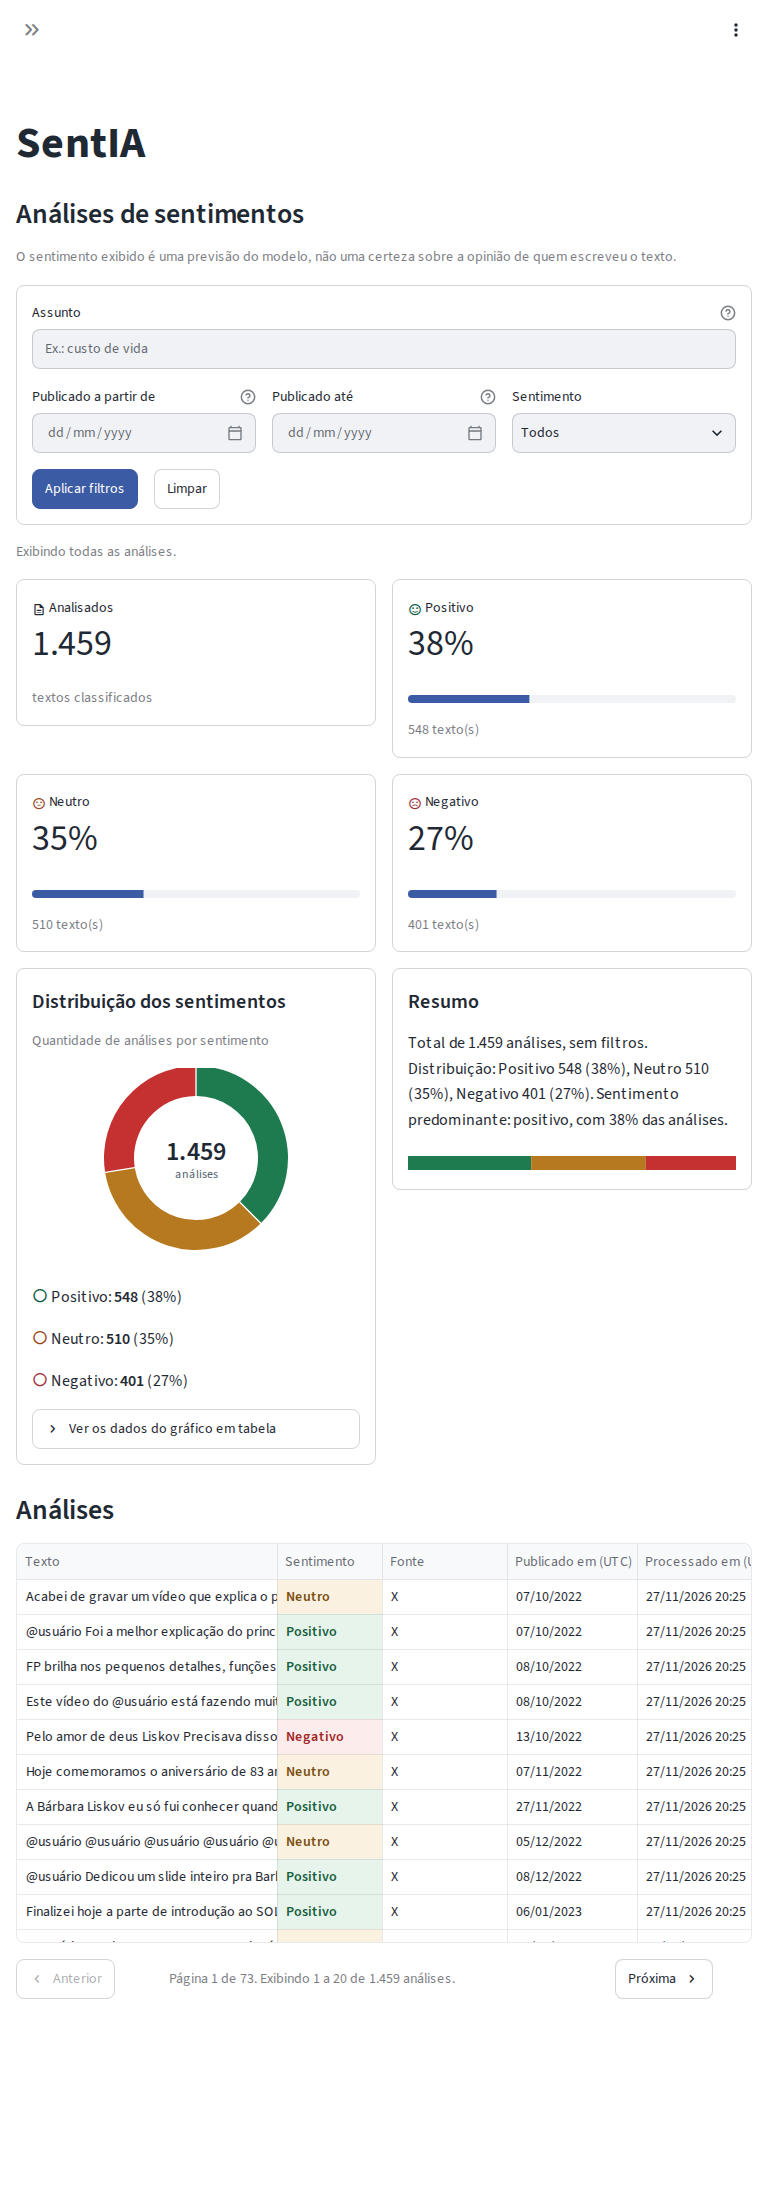 SentIA
Análises de sentimentos
O sentimento exibido é uma previsão do modelo, não uma certeza sobre a opinião de quem escreveu o texto.
Assunto
Ex.: custo de vida
Publicado a partir de
Publicado até
Sentimento
dd/mm/yyyy
dd/mm/yyyy
Todos
Aplicar filtros
Limpar
Exibindo todas as análises.
Analisados
1.459
textos classificados
Positivo
38%
548 texto(s)
Neutro
35%
510 texto(s)
Negativo
27%
401 texto(s)
Distribuição dos sentimentos
Quantidade de análises por sentimento
1.459
análises
Positivo: 548 (38%)
Neutro: 510 (35%)
Negativo: 401 (27%)
Ver os dados do gráfico em tabela
Resumo
Total de 1.459 análises, sem filtros.
Distribuição: Positivo 548 (38%), Neutro 510
(35%), Negativo 401 (27%). Sentimento
predominante: positivo, com 38% das análises.
Análises
Texto Sentimento Fonte Publicado em (UTC) Processado em (U
Acabei de gravar um vídeo que explica o p Neutro X 07/10/2022 27/11/2026 20:25
@usuário Foi a melhor explicação do princ Positivo X 07/10/2022 27/11/2026 20:25
FP brilha nos pequenos detalhes, funções Positivo X 08/10/2022 27/11/2026 20:25
Este vídeo do @usuário está fazendo muit Positivo X 08/10/2022 27/11/2026 20:25
Pelo amor de deus Liskov Precisava disso Negativo X 13/10/2022 27/11/2026 20:25
Hoje comemoramos o aniversário de 83 an Neutro X 07/11/2022 27/11/2026 20:25
A Bárbara Liskov eu só fui conhecer quand Positivo X 27/11/2022 27/11/2026 20:25
@usuário @usuário @usuário @usuário @u Neutro X 05/12/2022 27/11/2026 20:25
@usuário Dedicou um slide inteiro pra Barl Positivo X 08/12/2022 27/11/2026 20:25
Finalizei hoje a parte de introdução ao SOL Positivo X 06/01/2023 27/11/2026 20:25
Anterior
Página 1 de 73. Exibindo 1 a 20 de 1.459 análises.
Próxima